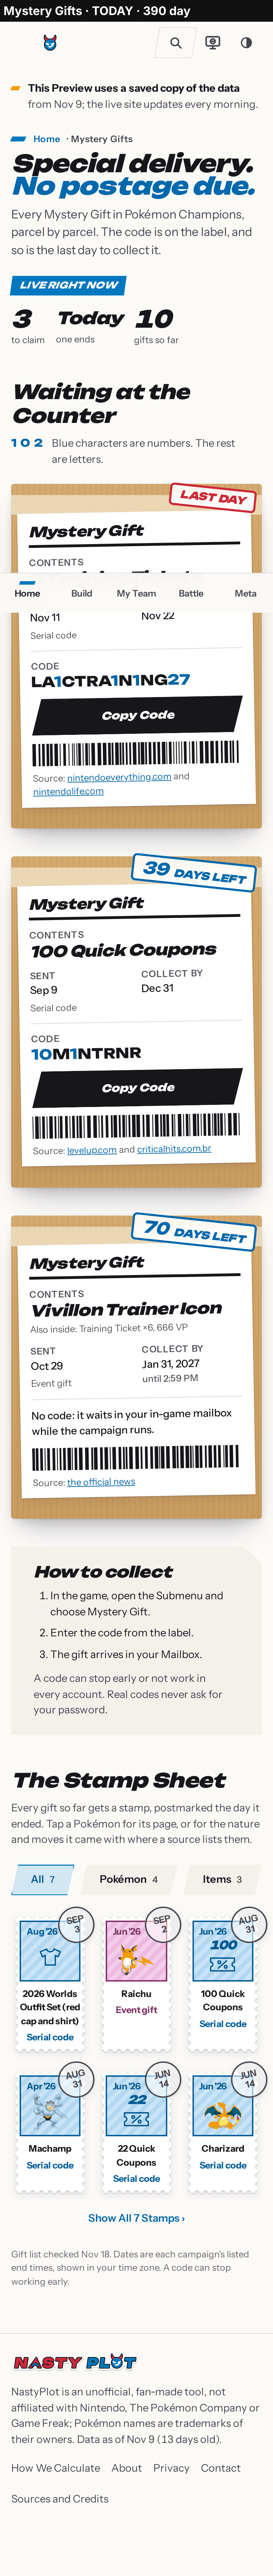 Mystery Gifts · TODAY · 390 day
This Preview uses a saved copy of the data
from Nov 9; the live site updates every morning.
Home · Mystery Gifts
Special delivery.
No postage due.
Every Mystery Gift in Pokémon Champions,
parcel by parcel. The code is on the label, and
so is the last day to collect it.
LIVE RIGHT NOW
3 Today 10
to claim one ends gifts so far
Waiting at the
Counter
1 0 2 Blue characters are numbers. The rest
are letters.
LAST DAY
Mystery Gift
CONTENTS
Home Build My Team Battle Meta
Nov 11 Nov 22
Serial code
CODE
LA1CTRA1N1NG27
Copy Code
Source: nintendoeverything.com and
nintendolife.com
39 DAYS LEFT
Mystery Gift
CONTENTS
100 Quick Coupons
SENT COLLECT BY
Sep 9 Dec 31
Serial code
CODE
10M1NTRNR
Copy Code
Source: levelup.com and criticalhits.com.br
70 DAYS LEFT
Mystery Gift
CONTENTS
Vivillon Trainer Icon
Also inside: Training Ticket ×6, 666 VP
SENT COLLECT BY
Oct 29 Jan 31, 2027
Event gift until 2:59 PM
No code: it waits in your in-game mailbox
while the campaign runs.
Source: the official news
How to collect
1. In the game, open the Submenu and
choose Mystery Gift.
2. Enter the code from the label.
3. The gift arrives in your Mailbox.
A code can stop early or not work in
every account. Real codes never ask for
your password.
The Stamp Sheet
Every gift so far gets a stamp, postmarked the day it
ended. Tap a Pokémon for its page, or for the nature
and moves it came with where a source lists them.
All 7 Pokémon 4 Items 3
Aug '26 SEP 3 Jun '26 SEP 2 Jun '26 AUG 31
100
2026 Worlds Raichu 100 Quick
Outfit Set (red Event gift Coupons
cap and shirt) Serial code
Serial code
Apr '26 AUG 31 Jun '26 JUN 14 Jun '26 JUN 14
22
Machamp 22 Quick Charizard
Serial code Coupons Serial code
Serial code
Show All 7 Stamps ›
Gift list checked Nov 18. Dates are each campaign's listed
end times, shown in your time zone. A code can stop
working early.
NASTY PLOT
NastyPlot is an unofficial, fan-made tool, not
affiliated with Nintendo, The Pokémon Company or
Game Freak; Pokémon names are trademarks of
their owners. Data as of Nov 9 (13 days old).
How We Calculate About Privacy Contact
Sources and Credits